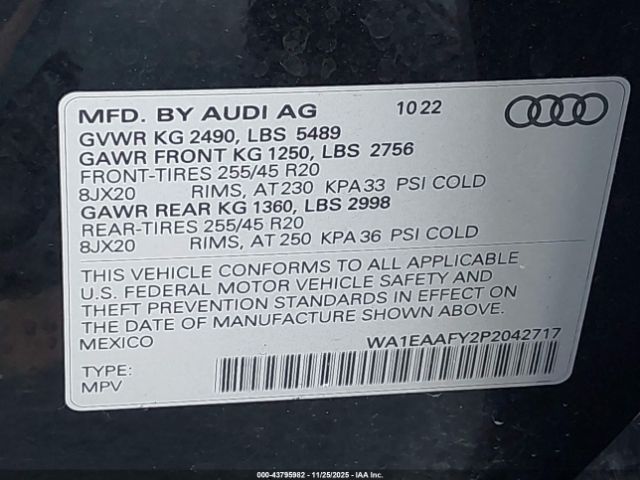 MFD. BY AUDI AG 10 22
GVWR KG 2490, LBS 5489
GAWR FRONT KG 1250, LBS 2756
FRONT-TIRES 255/45 R20
8JX20 RIMS, AT 230 KPA 33 PSI COLD
GAWR REAR KG 1360, LBS 2998
REAR-TIRES 255/45 R20
8JX20 RIMS, AT 250 KPA 36 PSI COLD
THIS VEHICLE CONFORMS TO ALL APPLICABLE
U.S. FEDERAL MOTOR VEHICLE SAFETY AND
THEFT PREVENTION STANDARDS IN EFFECT ON
THE DATE OF MANUFACTURE SHOWN ABOVE.
MEXICO WA1EAAFY2P2042717
TYPE:
MPV
000-43795982 - 11/25/2025 - IAA Inc.